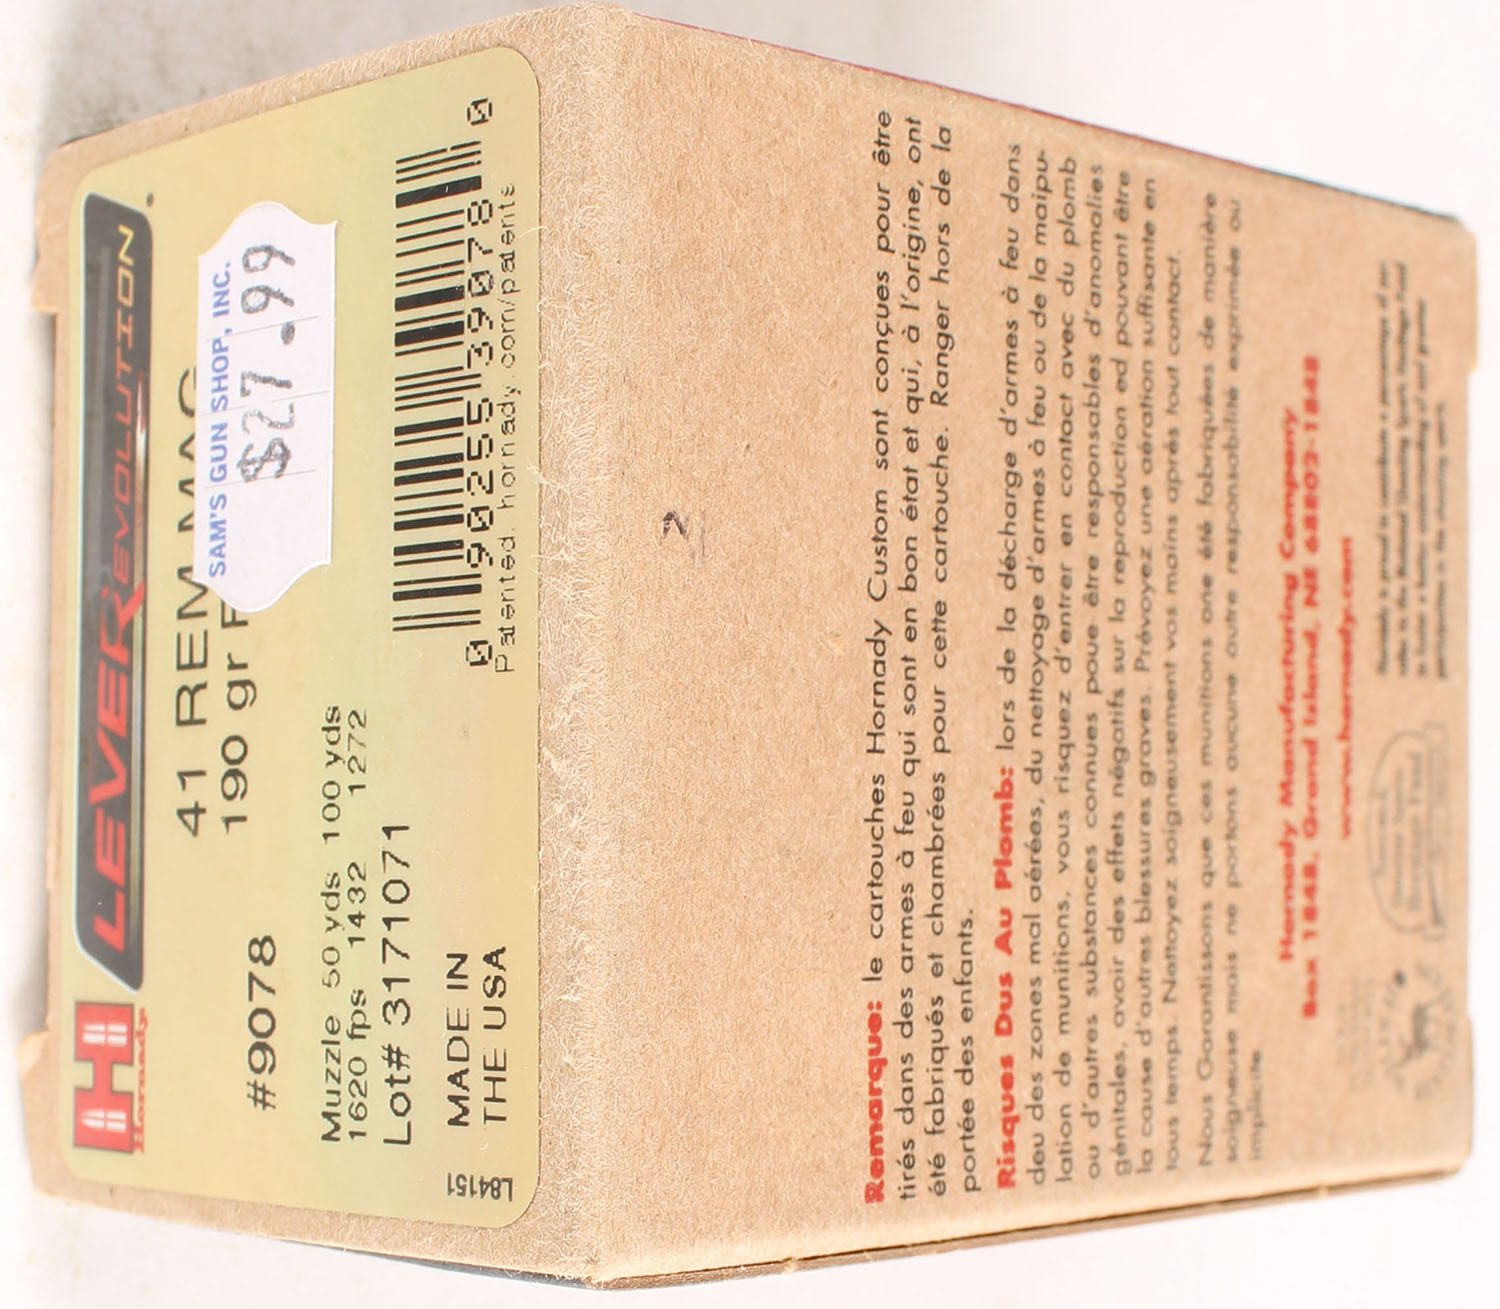 Hornady
LEVEREVOLUTION
41 REM MAG
190 gr F
SAM'S GUN SHOP, INC.
$27.99
#9078
Muzzle 50 yds 100 yds
1620 fps 1432 1272
Lot# 3171071
MADE IN
THE USA
L84151
0 90255 39078 0
Patented. hornady.com/patents
Remarque: le cartouches Hornady Custom sont conçues pour être
tirés dans des armes à feu qui sont en bon état et qui, à l'origine, ont
été fabriqués et chambrées pour cette cartouche. Ranger hors de la
portée des enfants.
Risques Dus Au Plomb: lors de la décharge d'armes à feu dans
deu des zones mal aérées, du nettoyage d'armes à feu ou de la maipu-
lation de munitions, vous risquez d'entrer en contact avec du plomb
ou d'autres substances connues poue être responsables d'anomalies
génitales, avoir des effets négatifs sur la reproduction ed pouvant être
la cause d'autres blessures graves. Prévoyez une aération suffisante en
tous temps. Nettoyez soigneusement vos mains après tout contact.
Nous Garantissons que ces munitions one été fabriquées de manière
soigneuse mais ne portons aucune autre responsabilité exprimée ou
implicite.
Hornady Manufacturing Company
Box 1848, Grand Island, NE 68802-1848
www.hornady.com